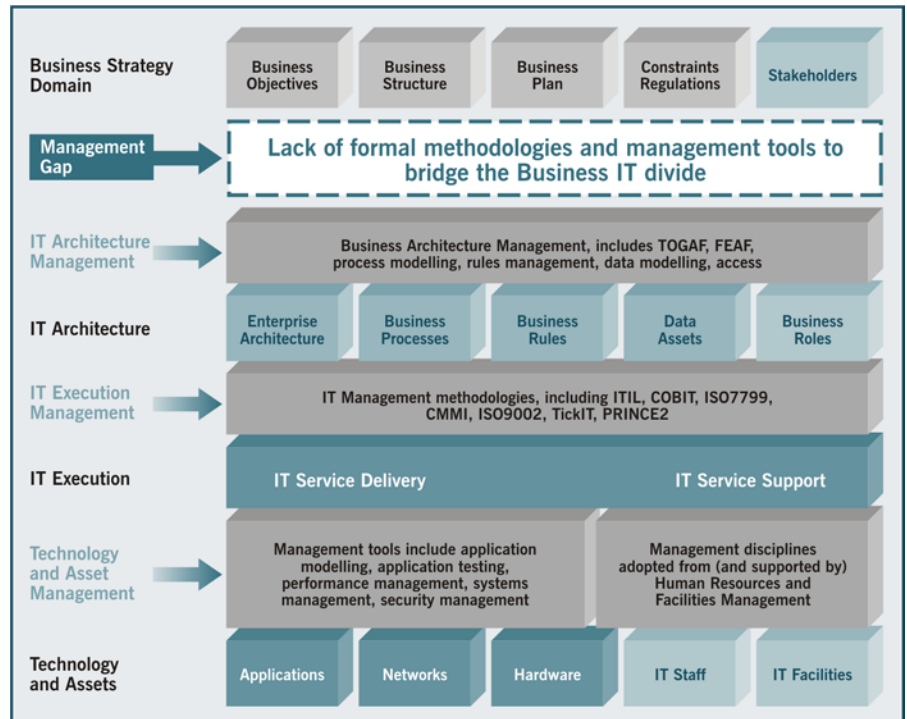 Business Strategy
Domain
Business
Objectives
Business
Structure
Business
Plan
Constraints
Regulations
Stakeholders
Management
Gap
Lack of formal methodologies and management tools to
bridge the Business IT divide
IT Architecture
Management
Business Architecture Management, includes TOGAF, FEAF,
process modelling, rules management, data modelling, access
IT Architecture
Enterprise
Architecture
Business
Processes
Business
Rules
Data
Assets
Business
Roles
IT Execution
Management
IT Management methodologies, including ITIL, COBIT, ISO7799,
CMMI, ISO9002, TickIT, PRINCE2
IT Execution
IT Service Delivery
IT Service Support
Technology
and Asset
Management
Management tools include application
modelling, application testing,
performance management, systems
management, security management
Management disciplines
adopted from (and supported by)
Human Resources and
Facilities Management
Technology
and Assets
Applications
Networks
Hardware
IT Staff
IT Facilities